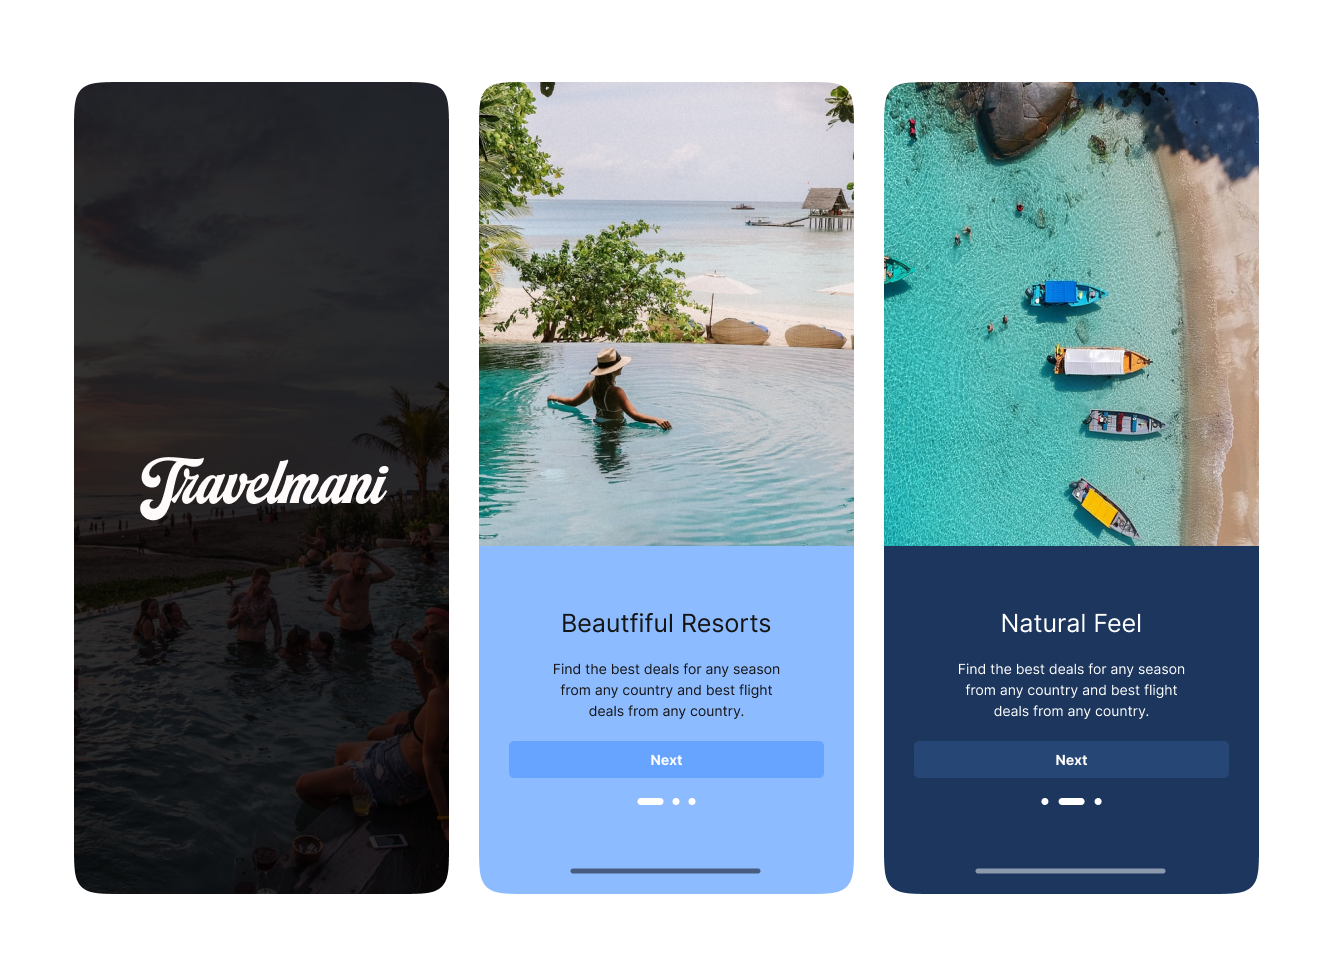 Travelmani
Beautfiful Resorts
Find the best deals for any season
from any country and best flight
deals from any country.
Next
Natural Feel
Find the best deals for any season
from any country and best flight
deals from any country.
Next